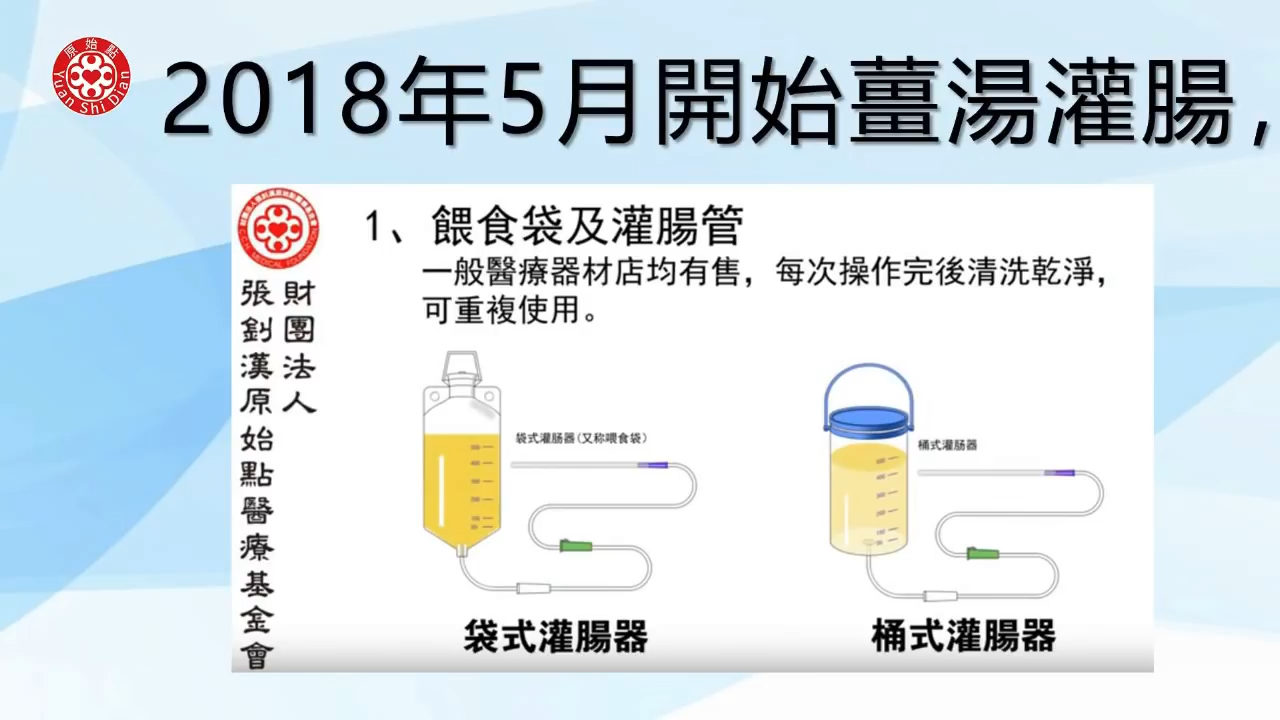 原始點
Yuan Shi Dian
2018年5月開始薑湯灌腸，
1、餵食袋及灌腸管
一般醫療器材店均有售，每次操作完後清洗乾淨，
可重複使用。
財團法人
張釗漢原始點醫療基金會
袋式灌肠器(又称喂食袋)
桶式灌肠器
袋式灌腸器
桶式灌腸器